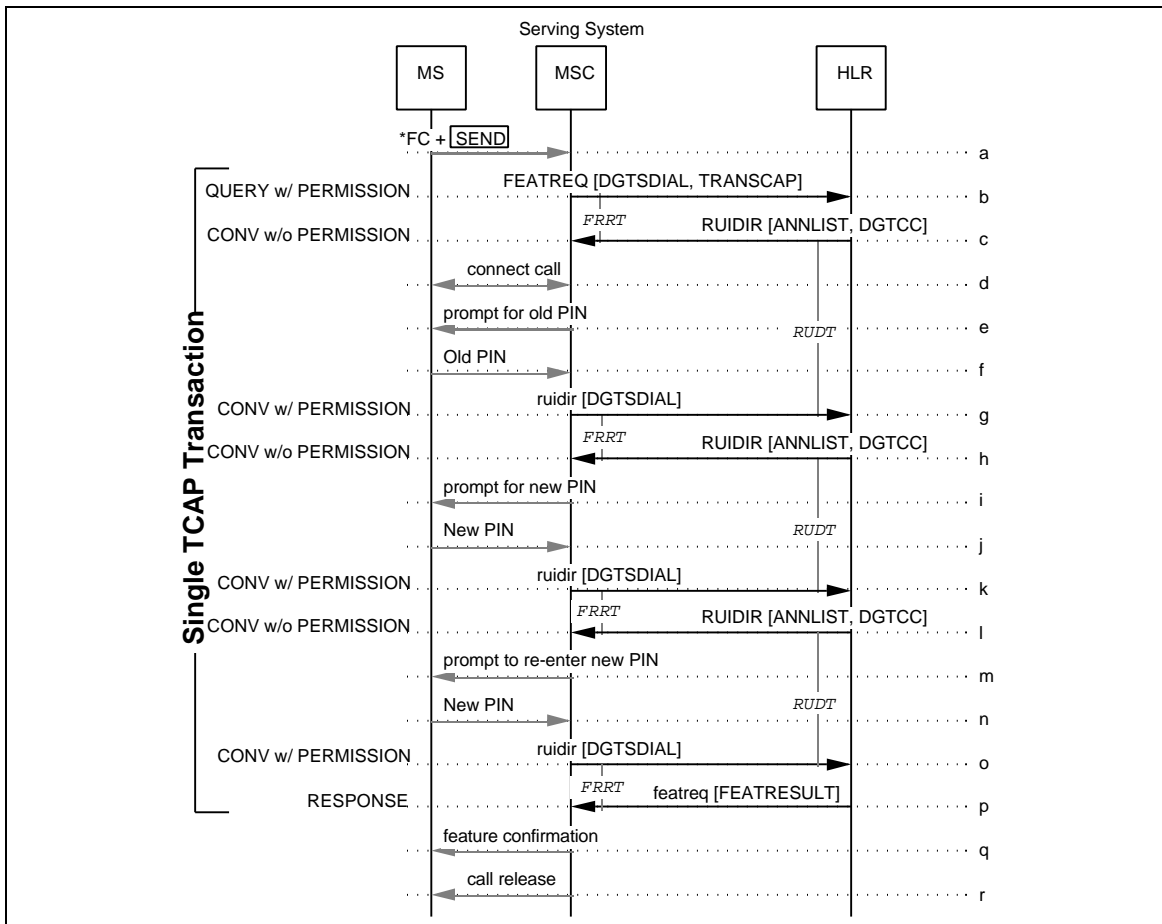 Serving System
MS
MSC
HLR
*FC + SEND
a
QUERY w/ PERMISSION
FEATREQ [DGTSDIAL, TRANSCAP]
b
FRRT
CONV w/o PERMISSION
RUIDIR [ANNLIST, DGTCC]
c
connect call
d
prompt for old PIN
RUDT
e
Old PIN
f
CONV w/ PERMISSION
ruidir [DGTSDIAL]
g
FRRT
CONV w/o PERMISSION
RUIDIR [ANNLIST, DGTCC]
h
prompt for new PIN
i
New PIN
RUDT
j
CONV w/ PERMISSION
ruidir [DGTSDIAL]
k
FRRT
CONV w/o PERMISSION
RUIDIR [ANNLIST, DGTCC]
l
prompt to re-enter new PIN
m
New PIN
RUDT
n
CONV w/ PERMISSION
ruidir [DGTSDIAL]
o
FRRT
RESPONSE
featreq [FEATRESULT]
p
feature confirmation
q
call release
r
Single TCAP Transaction